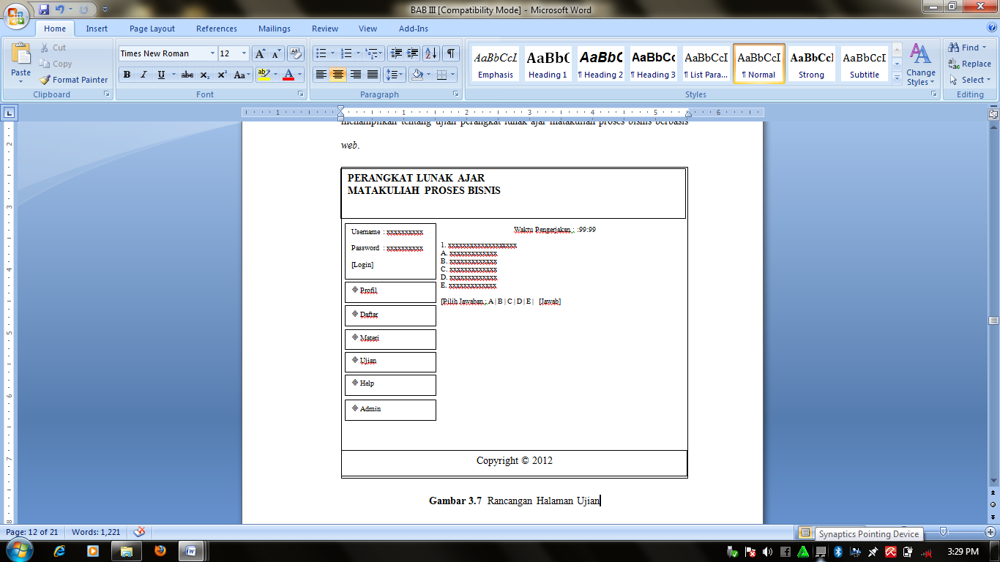 BAB III [Compatibility Mode] - Microsoft Word
Home Insert Page Layout References Mailings Review View Add-Ins
Paste
Cut
Copy
Format Painter
Clipboard
Times New Roman 12
Font
Paragraph
AaBbCcI AaBbC AaBbC AaBbCc AaBbCcI AaBbCcI AaBbCcl AaBbCcI
Emphasis Heading 1 ¶ Heading 2 ¶ Heading 3 ¶ List Para... ¶ Normal Strong Subtitle
Change Styles
Styles
Find
Replace
Select
Editing
menampilkan tentang ujian perangkat lunak ajar matakuliah proses bisnis berbasis
web.
PERANGKAT LUNAK AJAR
MATAKULIAH PROSES BISNIS
Username : xxxxxxxxxx
Password : xxxxxxxxxx
[Login]
Profil
Daftar
Materi
Ujian
Help
Admin
Waktu Pengerjakan : :99:99
1. xxxxxxxxxxxxxxxxxxx
A. xxxxxxxxxxxxx
B. xxxxxxxxxxxxx
C. xxxxxxxxxxxxx
D. xxxxxxxxxxxxx
E. xxxxxxxxxxxxx
[Pilih Jawaban : A | B | C | D | E | [Jawab]
Copyright © 2012
Gambar 3.7 Rancangan Halaman Ujian
Page: 12 of 21 Words: 1,221
Synaptics Pointing Device
3:29 PM